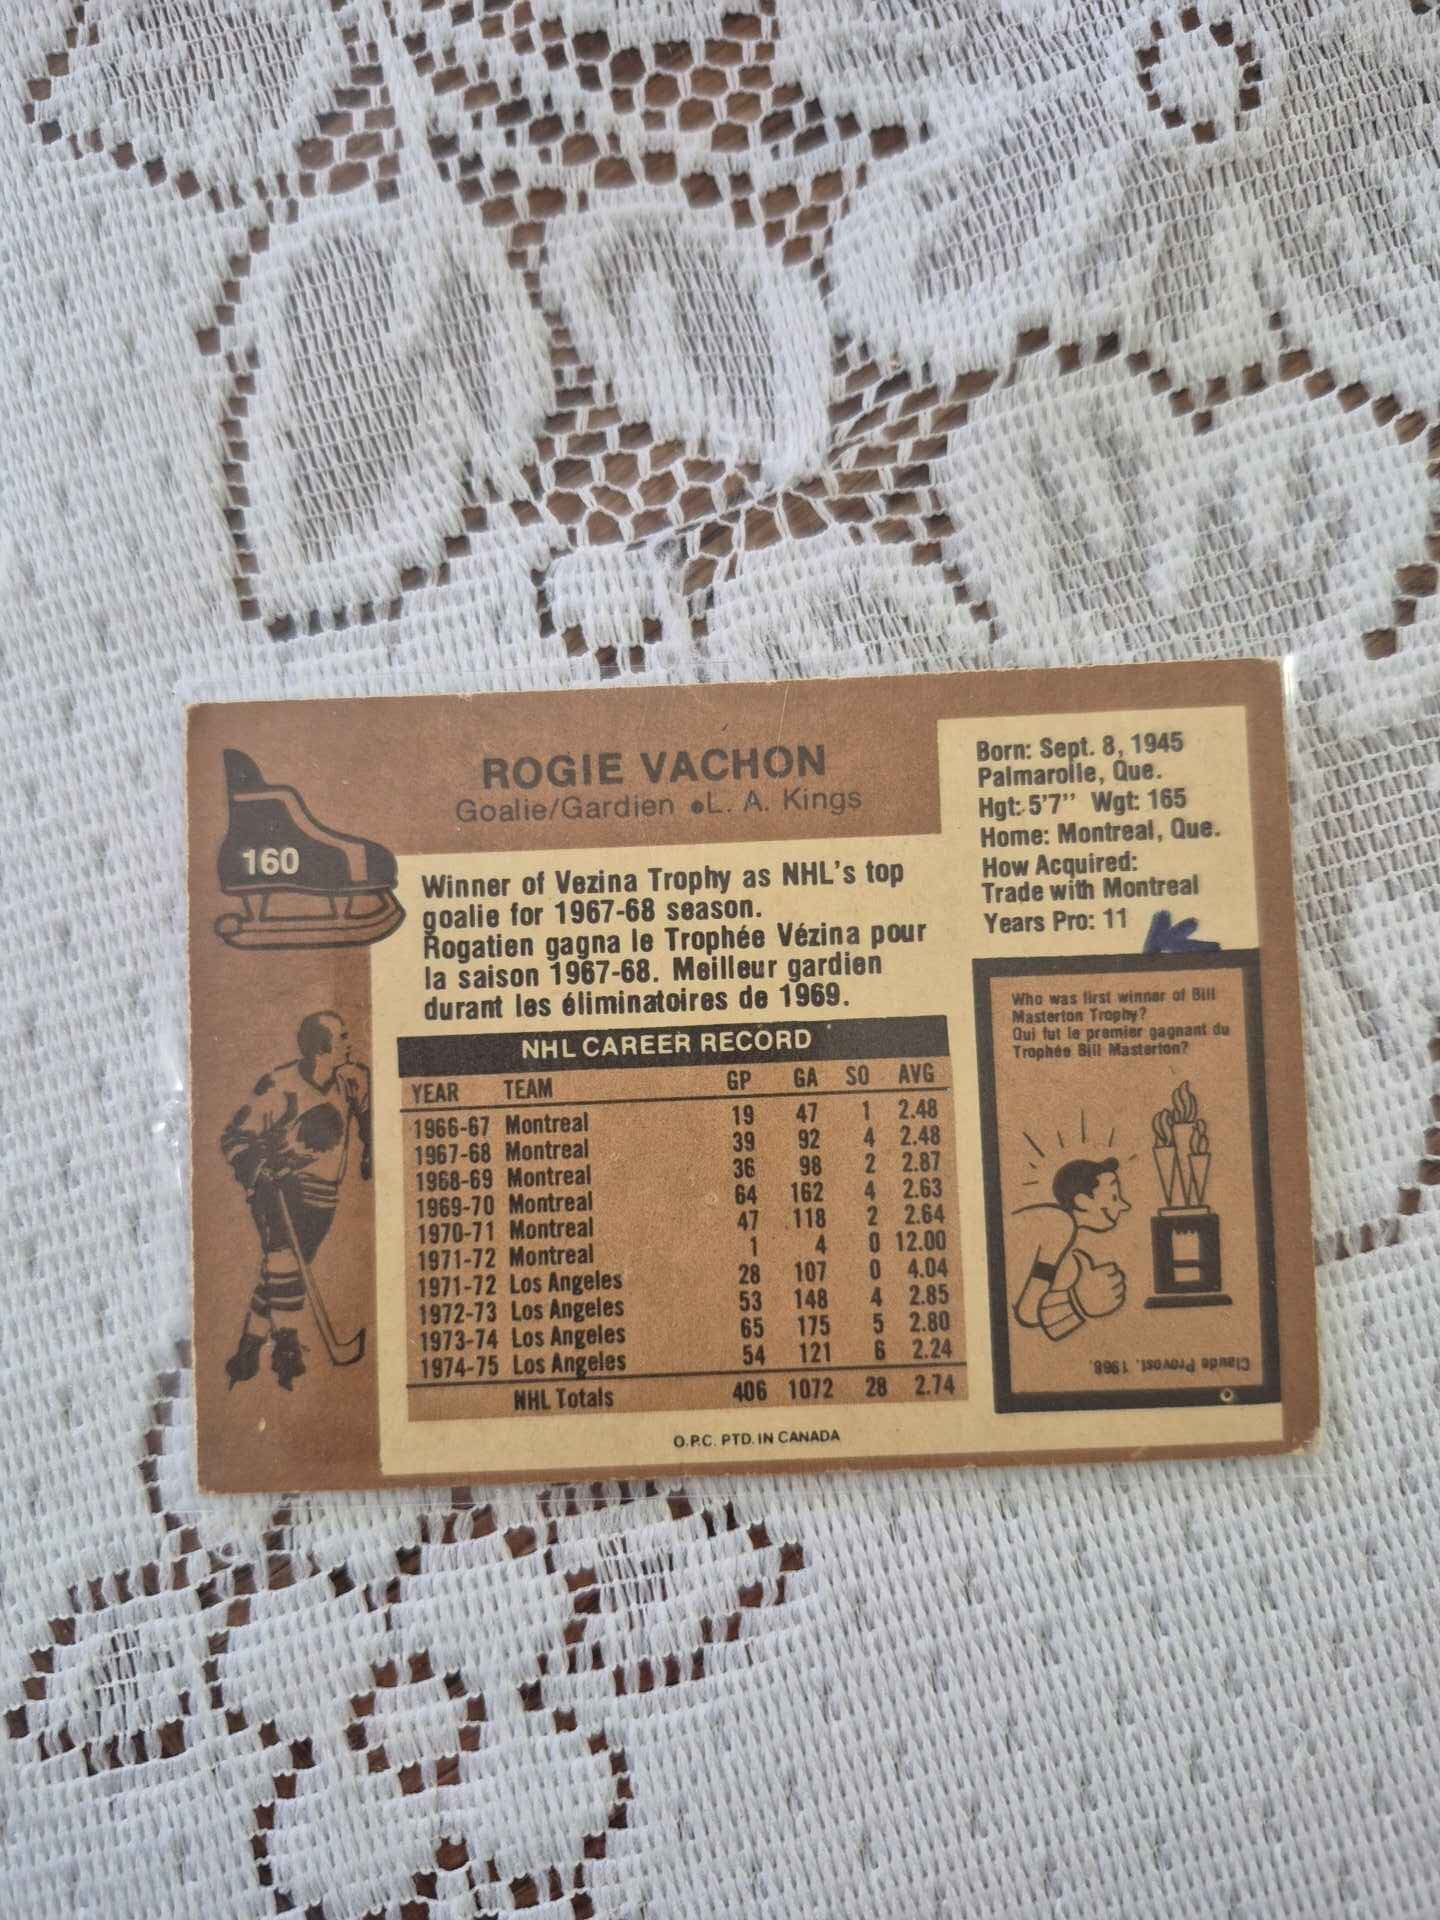 160
ROGIE VACHON
Goalie/Gardien •L. A. Kings
Born: Sept. 8, 1945
Palmarolle, Que.
Hgt: 5'7" Wgt: 165
Home: Montreal, Que.
How Acquired:
Trade with Montreal
Years Pro: 11
Winner of Vezina Trophy as NHL's top
goalie for 1967-68 season.
Rogatien gagna le Trophée Vézina pour
la saison 1967-68. Meilleur gardien
durant les éliminatoires de 1969.
NHL CAREER RECORD
YEAR TEAM GP GA SO AVG
1966-67 Montreal 19 47 1 2.48
1967-68 Montreal 39 92 4 2.48
1968-69 Montreal 36 98 2 2.87
1969-70 Montreal 64 162 4 2.63
1970-71 Montreal 47 118 2 2.64
1971-72 Montreal 1 4 0 12.00
1971-72 Los Angeles 28 107 0 4.04
1972-73 Los Angeles 53 148 4 2.85
1973-74 Los Angeles 65 175 5 2.80
1974-75 Los Angeles 54 121 6 2.24
NHL Totals 406 1072 28 2.74
O.P.C. PTD. IN CANADA
Who was first winner of Bill
Masterton Trophy?
Qui fut le premier gagnant du
Trophée Bill Masterton?
Claude Provost, 1968.